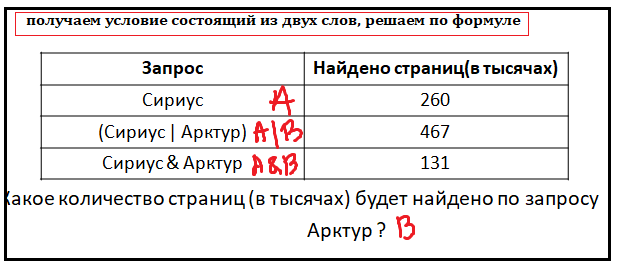 получаем условие состоящий из двух слов, решаем по формуле
Запрос Найдено страниц(в тысячах)
Сириус A 260
(Сириус | Арктур) A|B 467
Сириус & Арктур A&B 131
Какое количество страниц (в тысячах) будет найдено по запросу
Арктур ? B